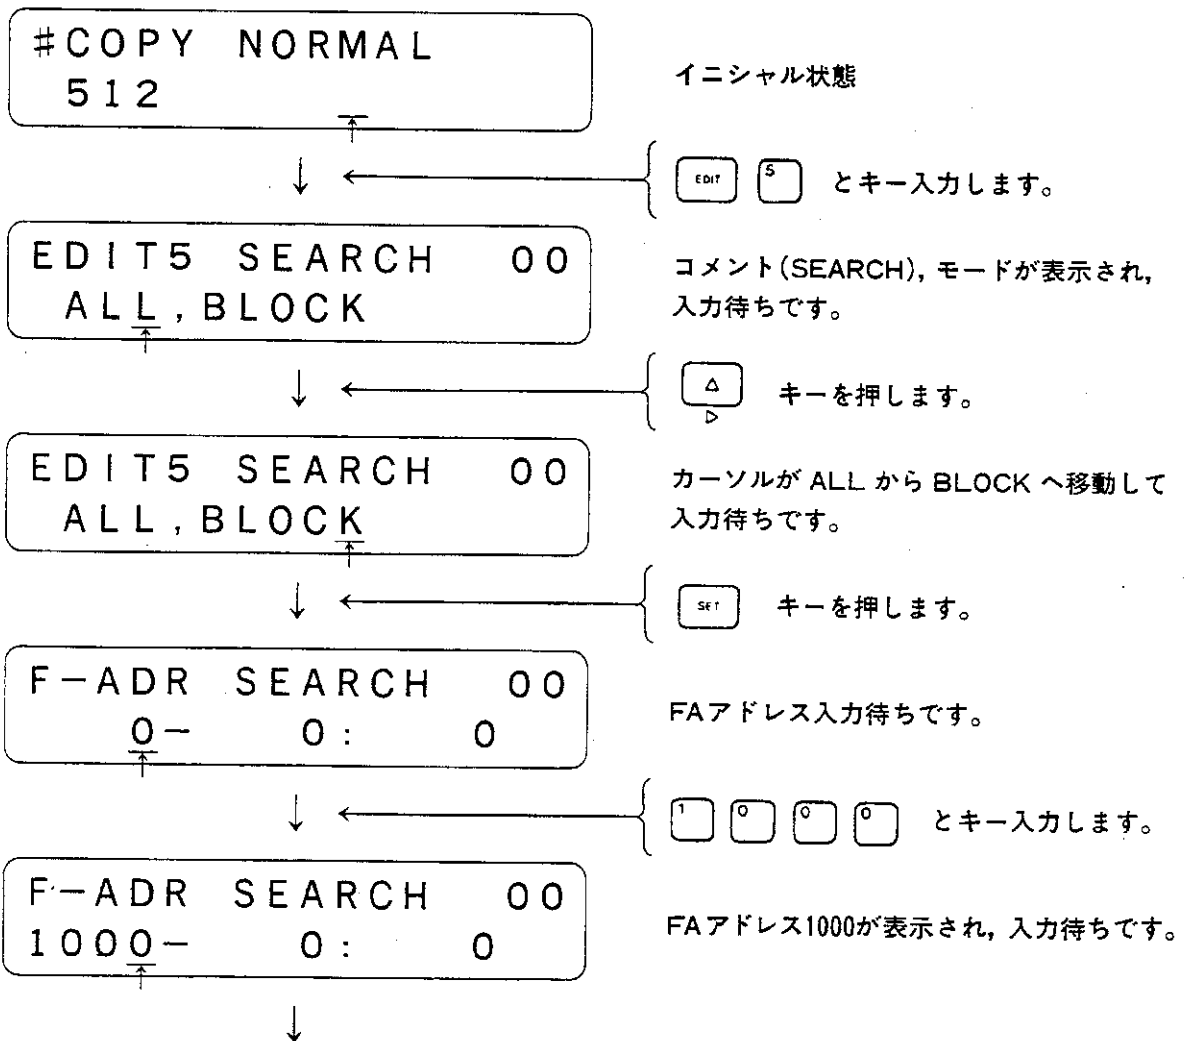 #COPY NORMAL
512
イニシャル状態
EDIT 5 とキー入力します。
EDIT5 SEARCH 00
ALL,BLOCK
コメント(SEARCH), モードが表示され,
入力待ちです。
△
▷
キーを押します。
EDIT5 SEARCH 00
ALL,BLOCK
カーソルが ALL から BLOCK へ移動して
入力待ちです。
SET キーを押します。
F-ADR SEARCH 00
0- 0: 0
FAアドレス入力待ちです。
1 0 0 0 とキー入力します。
F-ADR SEARCH 00
1000- 0: 0
FAアドレス1000が表示され, 入力待ちです。